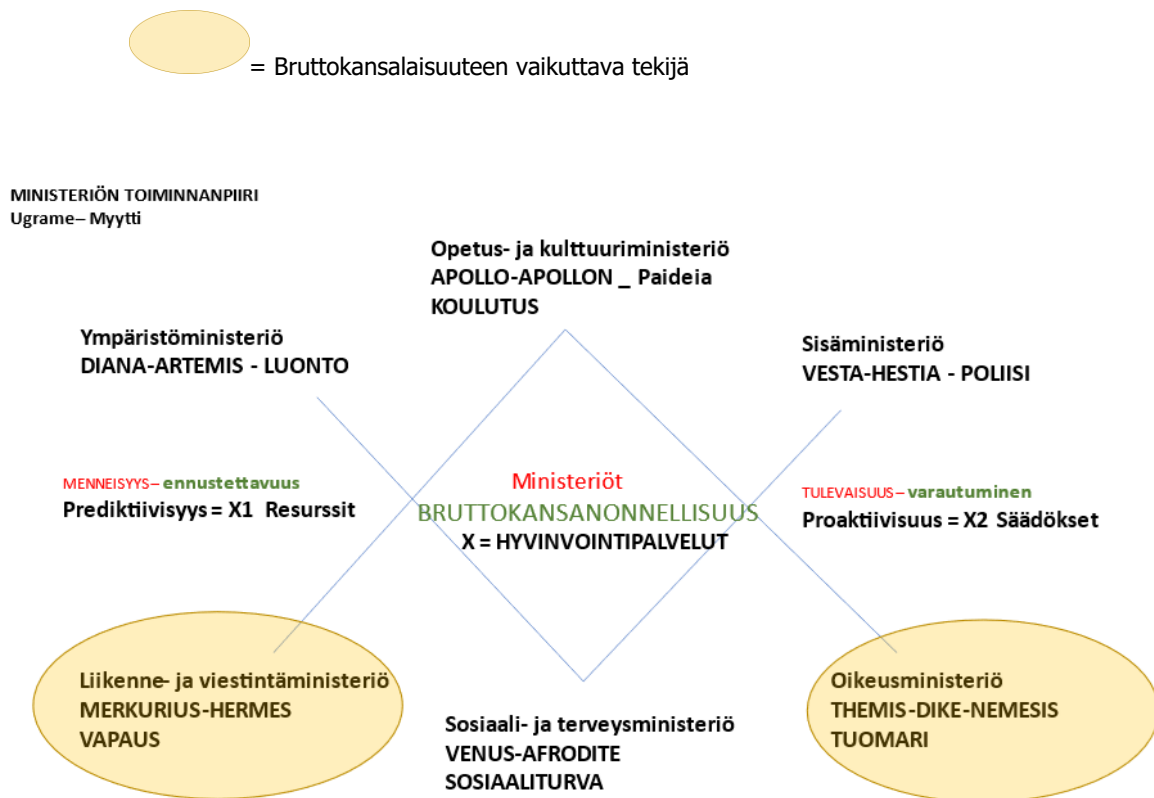 = Bruttokansalaisuuteen vaikuttava tekijä
MINISTERIÖN TOIMINNANPIIRI
Ugrame– Myytti
Opetus- ja kulttuuriministeriö
APOLLO-APOLLON _ Paideia
KOULUTUS
Ympäristöministeriö
DIANA-ARTEMIS - LUONTO
Sisäministeriö
VESTA-HESTIA - POLIISI
MENNEISYYS– ennustettavuus
Prediktiivisyys = X1 Resurssit
Ministeriöt
BRUTTOKANSANONNELLISUUS
X = HYVINVOINTIPALVELUT
TULEVAISUUS– varautuminen
Proaktiivisuus = X2 Säädökset
Liikenne- ja viestintäministeriö
MERKURIUS-HERMES
VAPAUS
Sosiaali- ja terveysministeriö
VENUS-AFRODITE
SOSIAALITURVA
Oikeusministeriö
THEMIS-DIKE-NEMESIS
TUOMARI